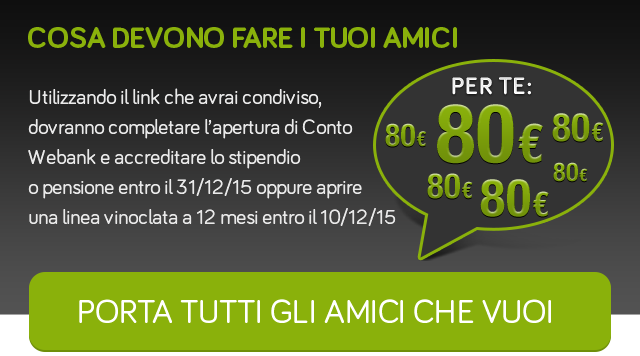 COSA DEVONO FARE I TUOI AMICI
Utilizzando il link che avrai condiviso,
dovranno completare l'apertura di Conto
Webank e accreditare lo stipendio
o pensione entro il 31/12/15 oppure aprire
una linea vinoclata a 12 mesi entro il 10/12/15
PER TE:
80€ 80€ 80€
80€ 80€ 80€
PORTA TUTTI GLI AMICI CHE VUOI